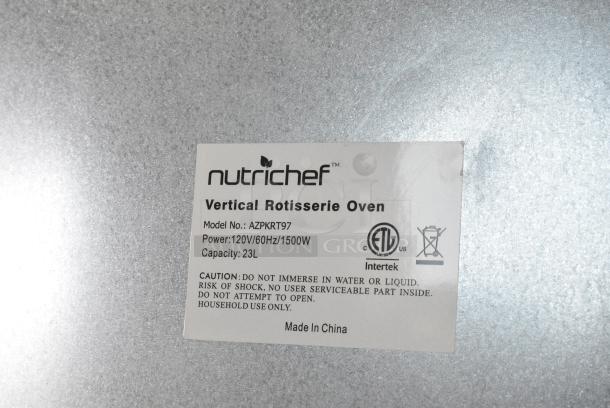 nutrichef™
Vertical Rotisserie Oven
Model No.: AZPKRT97
Power:120V/60Hz/1500W
Capacity: 23L
C ETL US
Intertek
CAUTION: DO NOT IMMERSE IN WATER OR LIQUID.
RISK OF SHOCK, NO USER SERVICEABLE PART INSIDE.
DO NOT ATTEMPT TO OPEN.
HOUSEHOLD USE ONLY.
Made In China